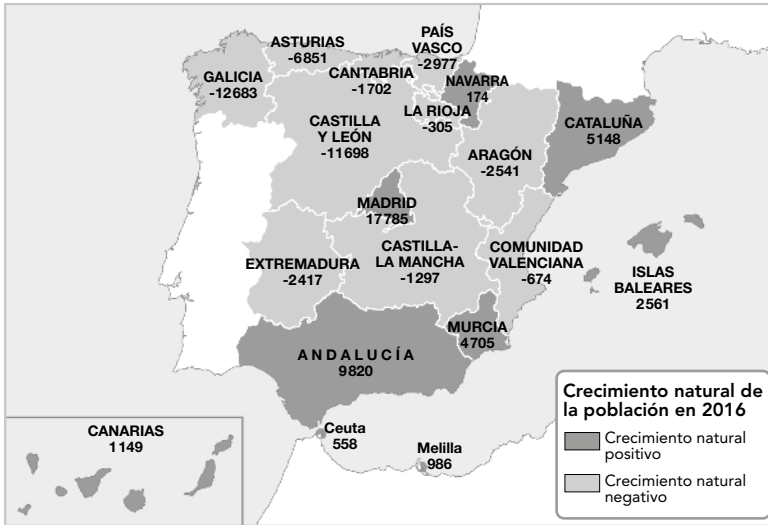 ASTURIAS
-6851
PAÍS
VASCO
-2977
GALICIA
-12683
CANTABRIA
-1702
NAVARRA
174
LA RIOJA
-305
CASTILLA
Y LEÓN
-11698
CATALUÑA
5148
ARAGÓN
-2541
MADRID
17785
EXTREMADURA
-2417
CASTILLA-
LA MANCHA
-1297
COMUNIDAD
VALENCIANA
-674
ISLAS
BALEARES
2561
MURCIA
4705
ANDALUCÍA
9820
CANARIAS
1149
Ceuta
558
Melilla
986
Crecimiento natural de
la población en 2016
Crecimiento natural
positivo
Crecimiento natural
negativo